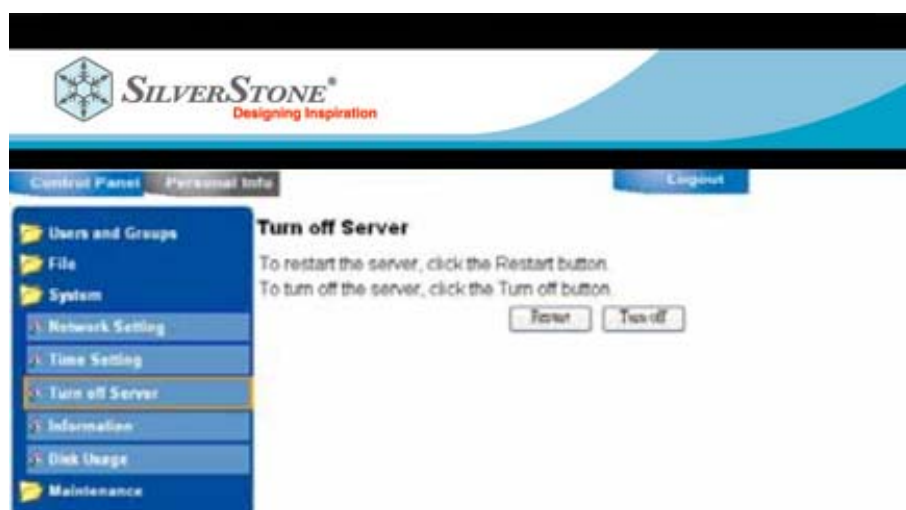 SILVERSTONE®
Designing Inspiration
Control Panel
Personal Info
Logout
Users and Groups
File
System
Network Setting
Time Setting
Turn off Server
Information
Disk Usage
Maintenance
Turn off Server
To restart the server, click the Restart button.
To turn off the server, click the Turn off button.
Restart
Turn off